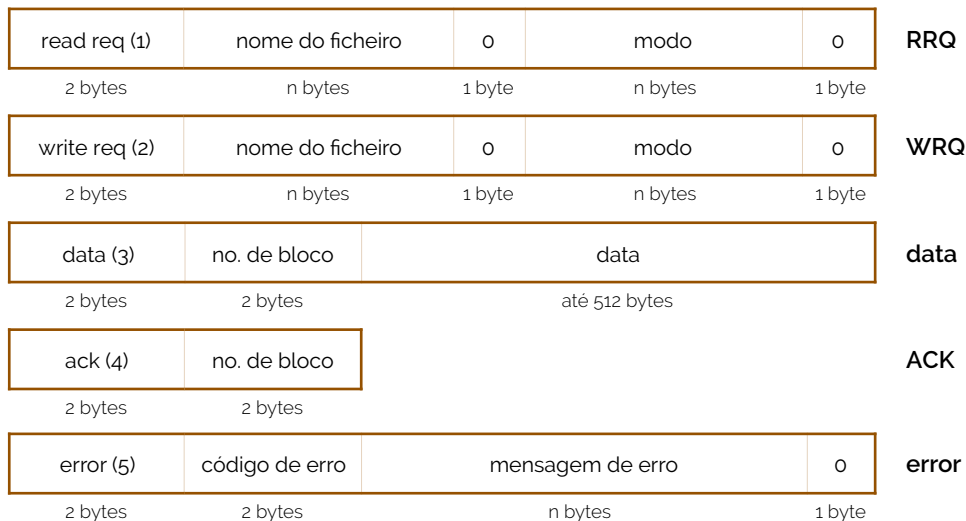 read req (1) nome do ficheiro 0 modo 0 RRQ
2 bytes n bytes 1 byte n bytes 1 byte
write req (2) nome do ficheiro 0 modo 0 WRQ
2 bytes n bytes 1 byte n bytes 1 byte
data (3) no. de bloco data data
2 bytes 2 bytes até 512 bytes
ack (4) no. de bloco ACK
2 bytes 2 bytes
error (5) código de erro mensagem de erro 0 error
2 bytes 2 bytes n bytes 1 byte